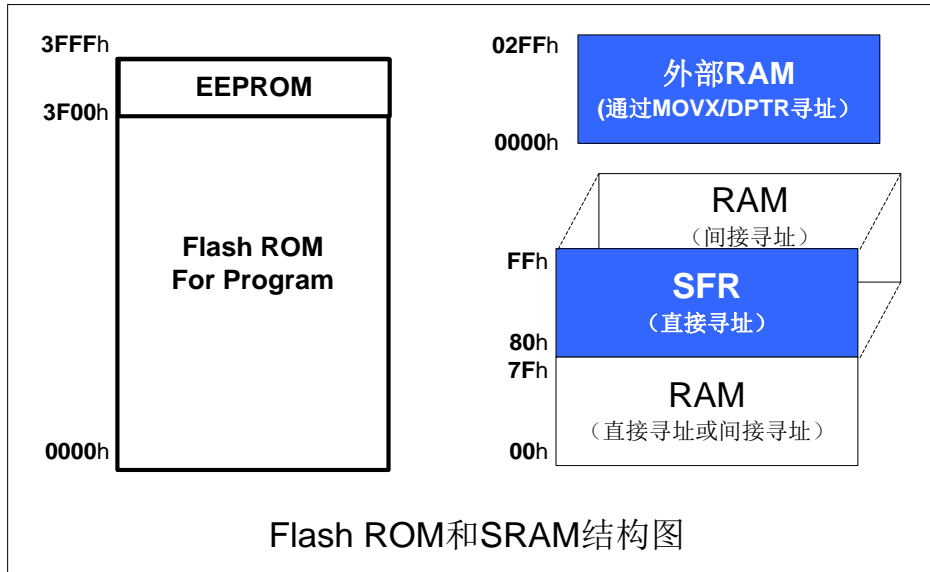 3FFFh
EEPROM
3F00h
Flash ROM
For Program
0000h
02FFh
外部RAM
(通过MOVX/DPTR寻址）
0000h
RAM
（间接寻址）
FFh
SFR
（直接寻址）
80h
7Fh
RAM
（直接寻址或间接寻址）
00h
Flash ROM和SRAM结构图